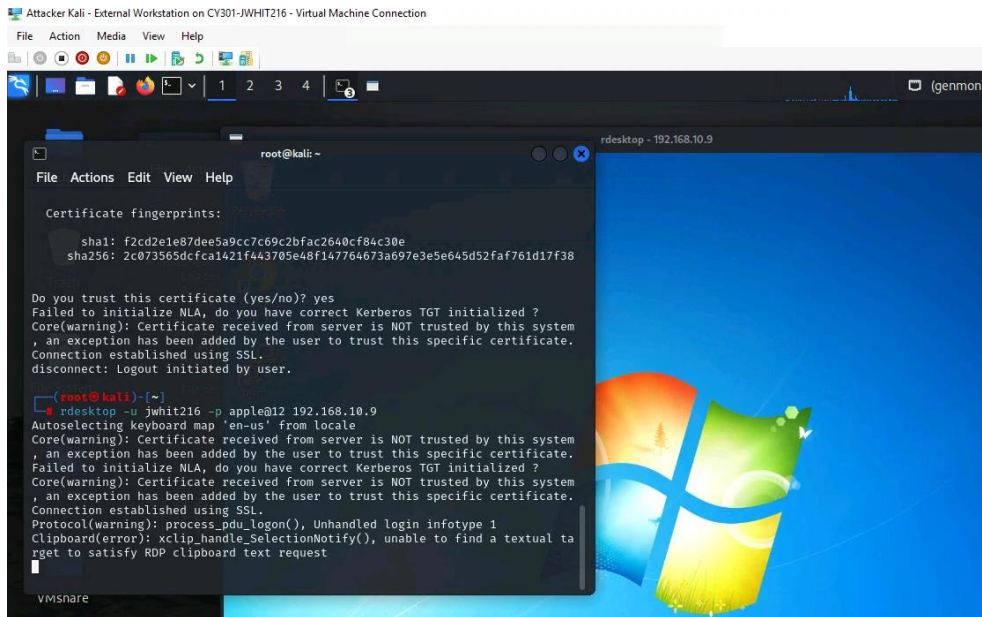 Attacker Kali - External Workstation on CY301-JWHIT216 - Virtual Machine Connection
File Action Media View Help
1 2 3 4
3
(genmon
rdesktop - 192.168.10.9
root@kali: ~
File Actions Edit View Help
Certificate fingerprints:
sha1: f2cd2e1e87dee5a9cc7c69c2bfac2640cf84c30e
sha256: 2c073565dcfca1421f443705e48f147764673a697e3e5e645d52faf761d17f38
Do you trust this certificate (yes/no)? yes
Failed to initialize NLA, do you have correct Kerberos TGT initialized ?
Core(warning): Certificate received from server is NOT trusted by this system
, an exception has been added by the user to trust this specific certificate.
Connection established using SSL.
disconnect: Logout initiated by user.
(root㉿kali)-[~]
# rdesktop -u jwhit216 -p apple@12 192.168.10.9
Autoselecting keyboard map 'en-us' from locale
Core(warning): Certificate received from server is NOT trusted by this system
, an exception has been added by the user to trust this specific certificate.
Failed to initialize NLA, do you have correct Kerberos TGT initialized ?
Core(warning): Certificate received from server is NOT trusted by this system
, an exception has been added by the user to trust this specific certificate.
Connection established using SSL.
Protocol(warning): process_pdu_logon(), Unhandled login infotype 1
Clipboard(error): xclip_handle_SelectionNotify(), unable to find a textual ta
rget to satisfy RDP clipboard text request
VMshare